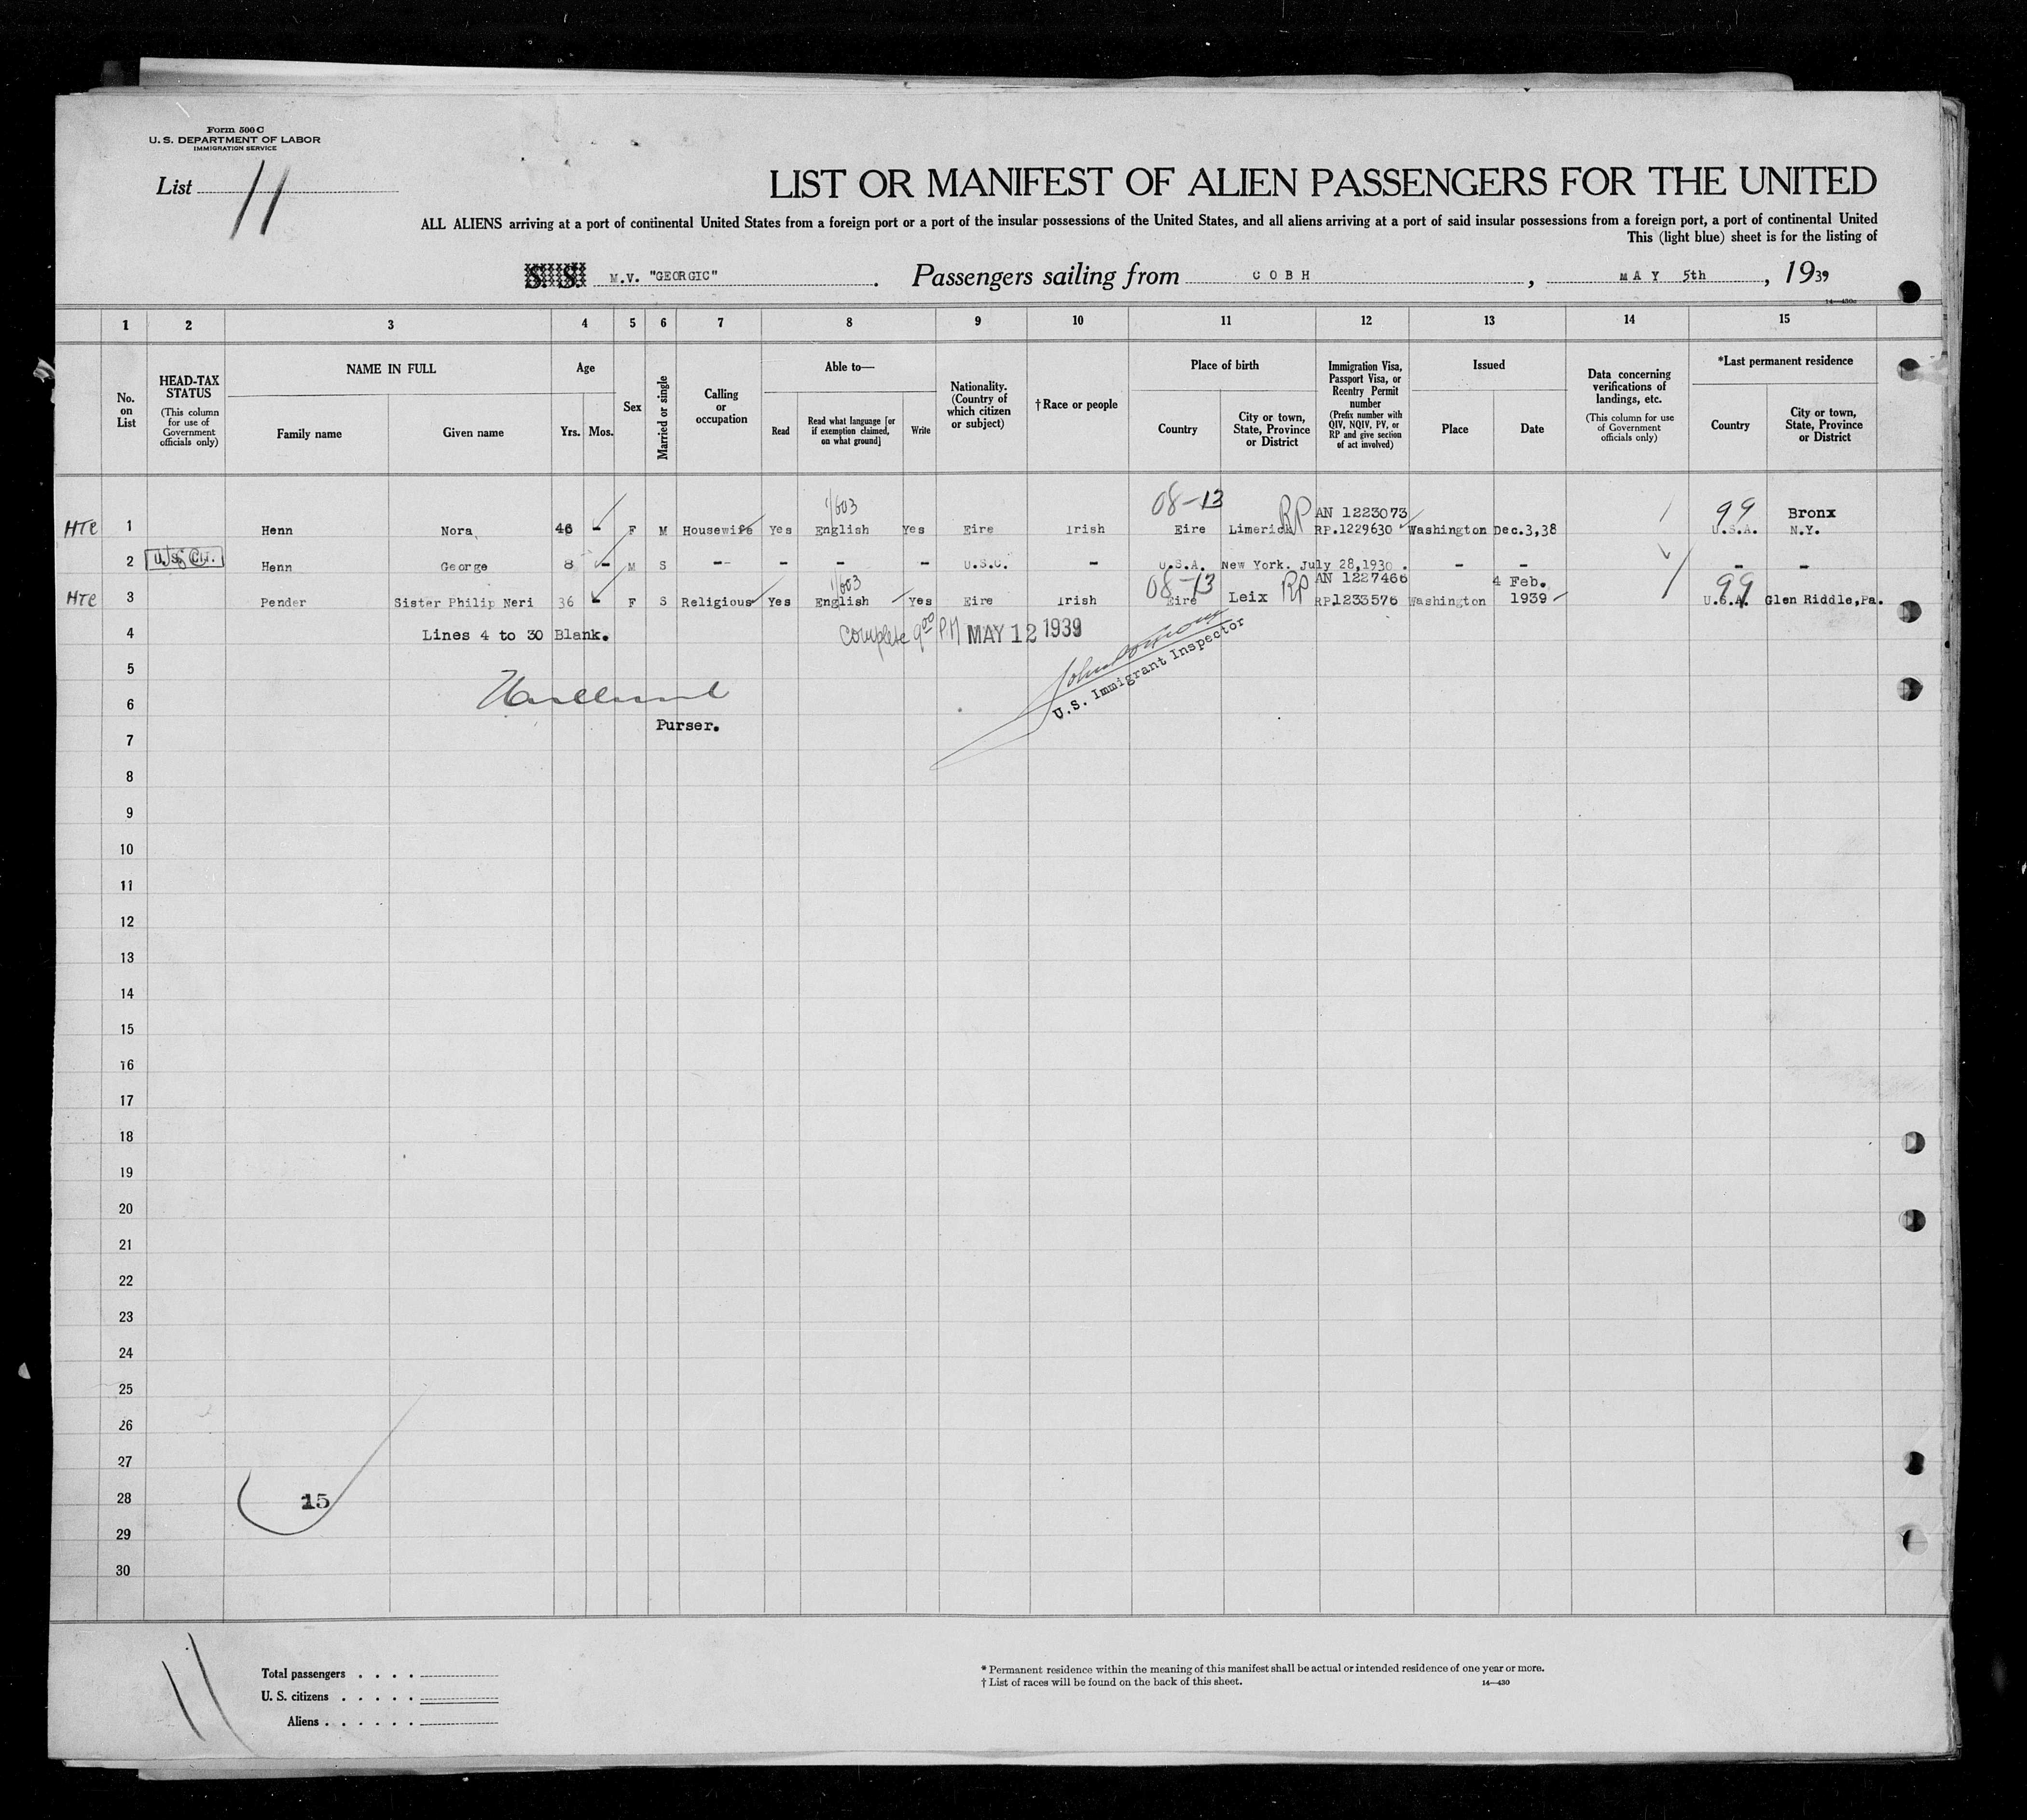 Form 500 C
U. S. DEPARTMENT OF LABOR
IMMIGRATION SERVICE
List 11
LIST OR MANIFEST OF ALIEN PASSENGERS FOR THE UNITED
ALL ALIENS arriving at a port of continental United States from a foreign port or a port of the insular possessions of the United States, and all aliens arriving at a port of said insular possessions from a foreign port, a port of continental United
This (light blue) sheet is for the listing of
S. S. M.V. "GEORGIC" . Passengers sailing from COBH , MAY 5th , 1939
14—430c
1 2 3 4 5 6 7 8 9 10 11 12 13 14 15
No. on List
HEAD-TAX STATUS
(This column for use of Government officials only)
NAME IN FULL
Family name
Given name
Age
Yrs. Mos.
Sex
Married or single
Calling or occupation
Able to—
Read
Read what language [or if exemption claimed, on what ground]
Write
Nationality. (Country of which citizen or subject)
†Race or people
Place of birth
Country
City or town, State, Province or District
Immigration Visa, Passport Visa, or Reentry Permit number
(Prefix number with QIV, NQIV, PV, or RP and give section of act involved)
Issued
Place
Date
Data concerning verifications of landings, etc.
(This column for use of Government officials only)
*Last permanent residence
Country
City or town, State, Province or District
1/603 08-13 RP AN 1223073 99 Bronx
HTC 1 Henn Nora 46 - F M Housewife Yes English Yes Eire Irish Eire Limerick RP.1229630 Washington Dec.3,38 U.S.A. N.Y.
2 Henn George 8 - M S -- - - - U.S.C. - U.S.A. New York. July 28,1930. - - - -
1/603 08-13 RP AN 1227466 4 Feb. 99
HTC 3 Pender Sister Philip Neri 36 - F S Religious Yes English Yes Eire Irish Eire Leix RP.1233576 Washington 1939 U.S.A. Glen Riddle,Pa.
4 Lines 4 to 30 Blank. Complete 9 00 P.M MAY 12 1939
5
U.S. Immigrant Inspector
6
Purser.
7
8
9
10
11
12
13
14
15
16
17
18
19
20
21
22
23
24
25
26
27
28 15
29
30
11
Total passengers . . . .
U. S. citizens . . . . .
Aliens . . . . . .
* Permanent residence within the meaning of this manifest shall be actual or intended residence of one year or more.
† List of races will be found on the back of this sheet. 14—430